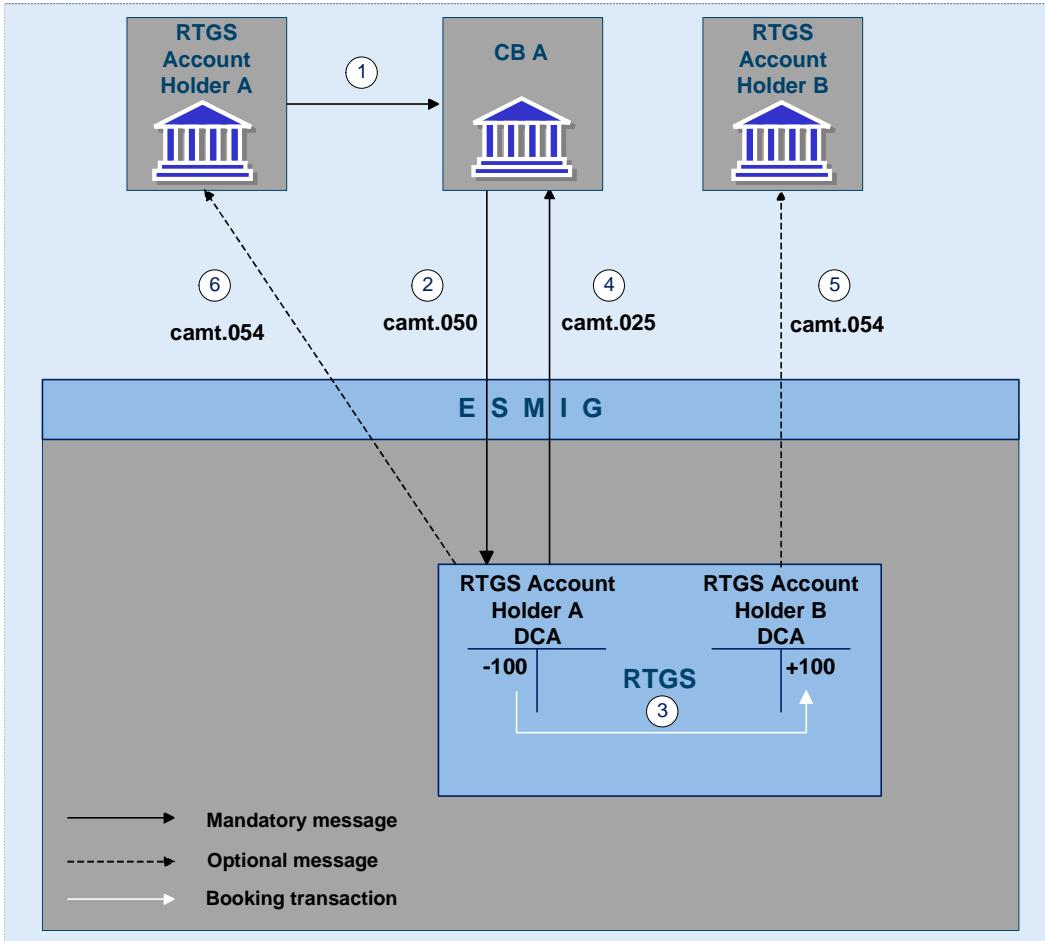 RTGS
Account
Holder A
CB A
RTGS
Account
Holder B
1
6
camt.054
2
camt.050
4
camt.025
5
camt.054
E S M I G
RTGS Account
Holder A
DCA
-100
RTGS Account
Holder B
DCA
+100
RTGS
3
Mandatory message
Optional message
Booking transaction